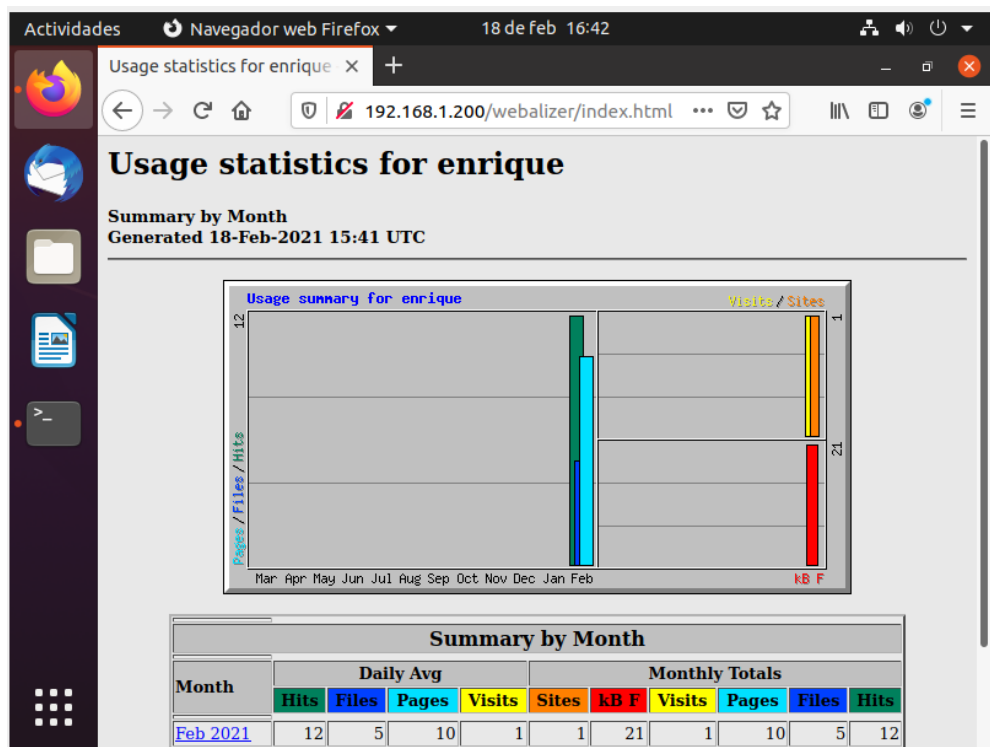 Actividades Navegador web Firefox 18 de feb 16:42
Usage statistics for enrique
192.168.1.200/webalizer/index.html
Usage statistics for enrique
Summary by Month
Generated 18-Feb-2021 15:41 UTC
Usage summary for enrique Visits/Sites
12 1
Pages/Files/Hits
21
Mar Apr May Jun Jul Aug Sep Oct Nov Dec Jan Feb kB F
Summary by Month
Month Daily Avg Monthly Totals
Hits Files Pages Visits Sites kB F Visits Pages Files Hits
Feb 2021 12 5 10 1 1 21 1 10 5 12